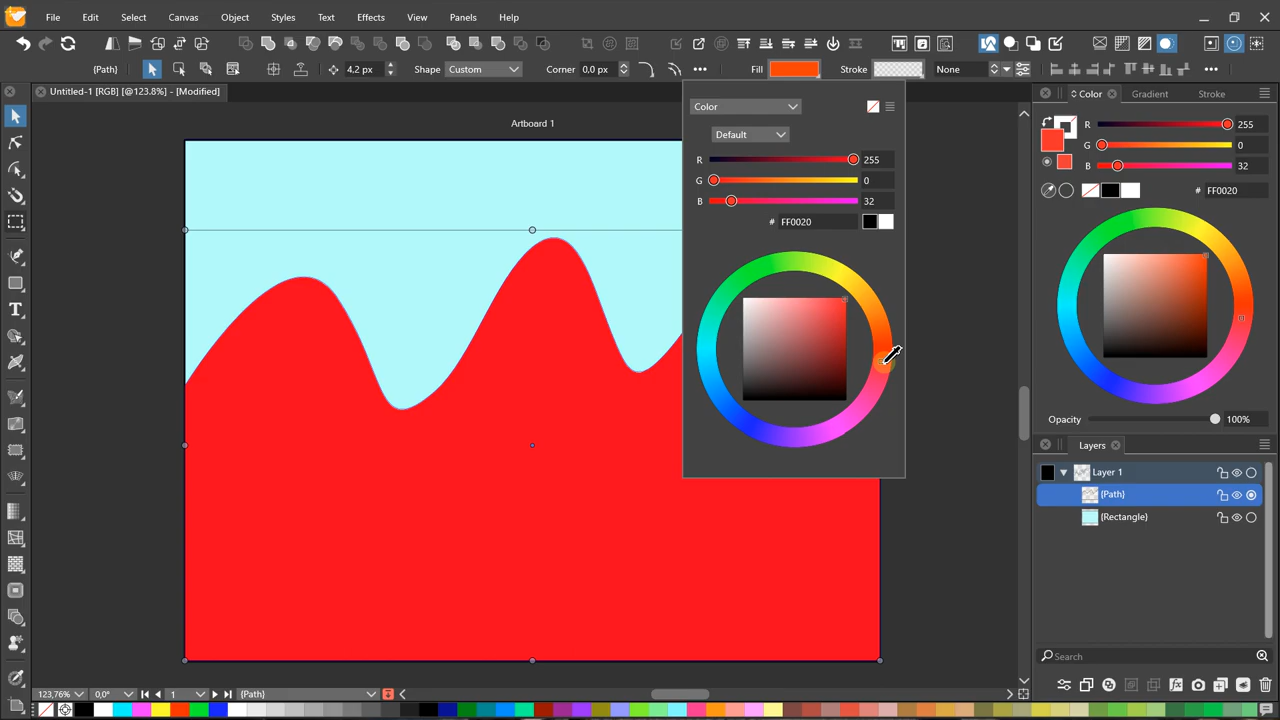 File Edit Select Canvas Object Styles Text Effects View Panels Help
{Path} 4,2 px Shape Custom Corner 0,0 px Fill Stroke None
Untitled-1 [RGB] [@123.8%] - [Modified]
Artboard 1
Color
Default
R 255
G 0
B 32
# FF0020
Color Gradient Stroke
R 255
G 0
B 32
# FF0020
Opacity 100%
Layers
Layer 1
{Path}
{Rectangle}
Search
T
123,76% 0,0° 1 {Path}